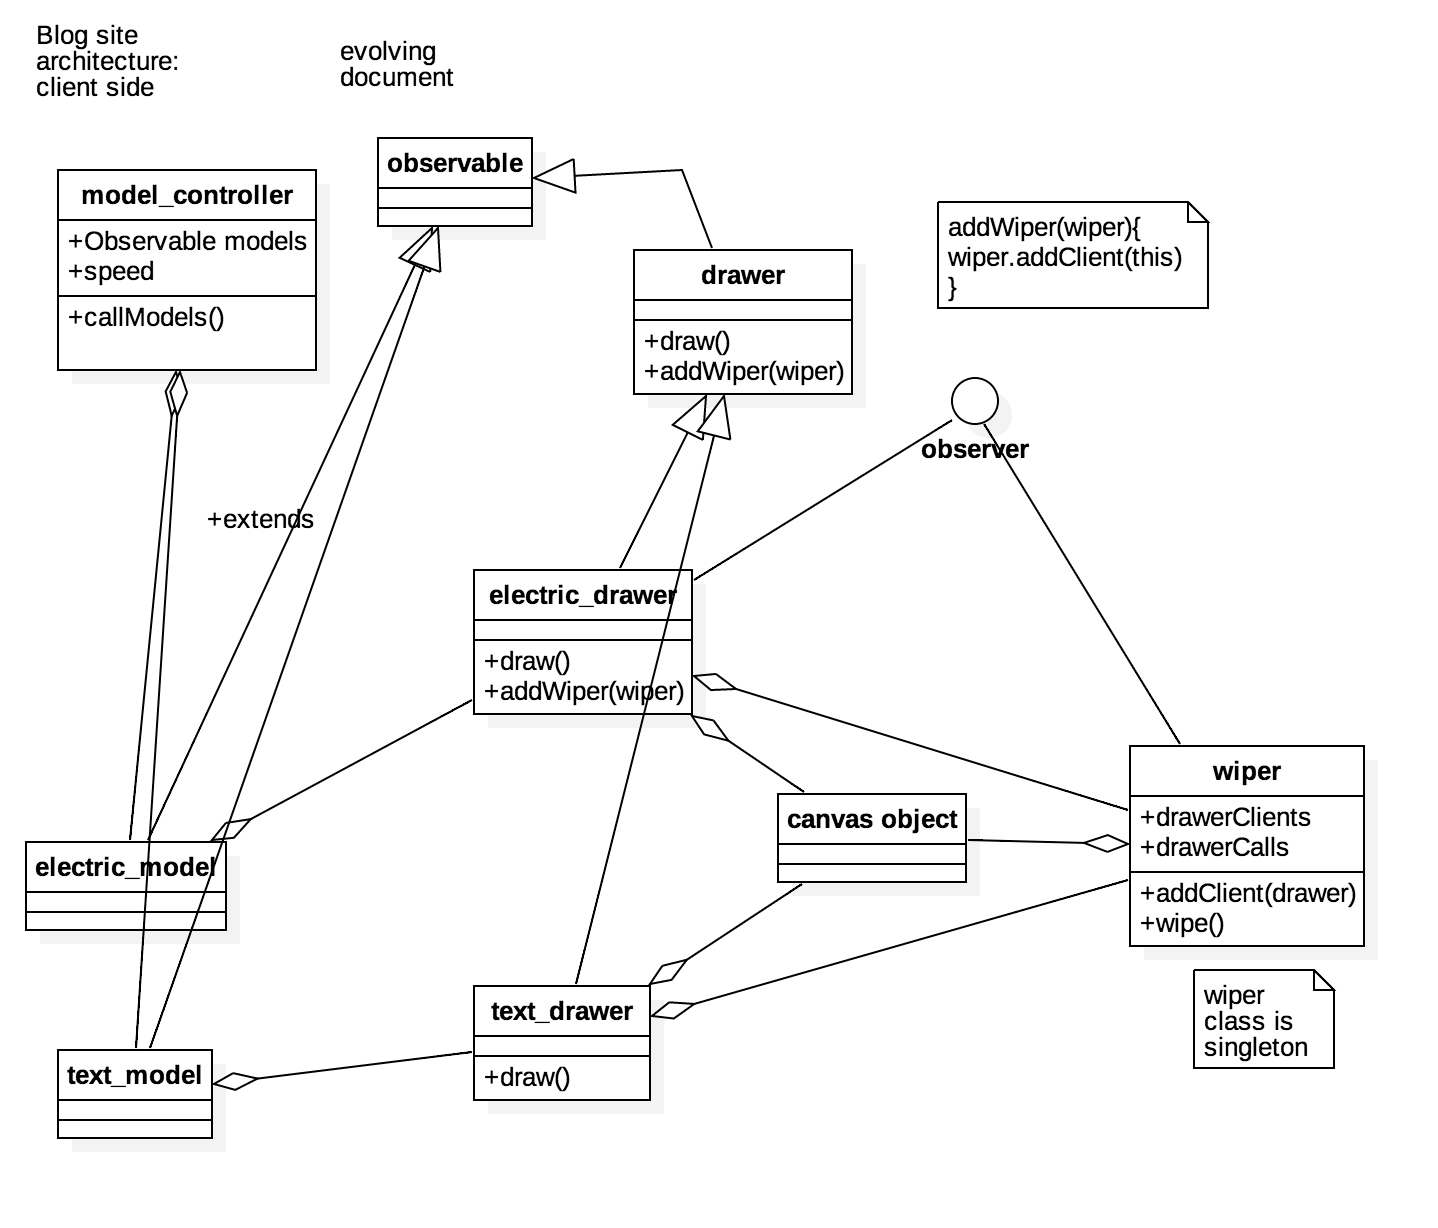 Blog site
architecture:
client side
evolving
document
observable
model_controller
+Observable models
+speed
+callModels()
drawer
+draw()
+addWiper(wiper)
addWiper(wiper){
wiper.addClient(this)
}
observer
+extends
electric_drawer
+draw()
+addWiper(wiper)
wiper
+drawerClients
+drawerCalls
+addClient(drawer)
+wipe()
canvas object
electric_model
text_drawer
+draw()
wiper
class is
singleton
text_model